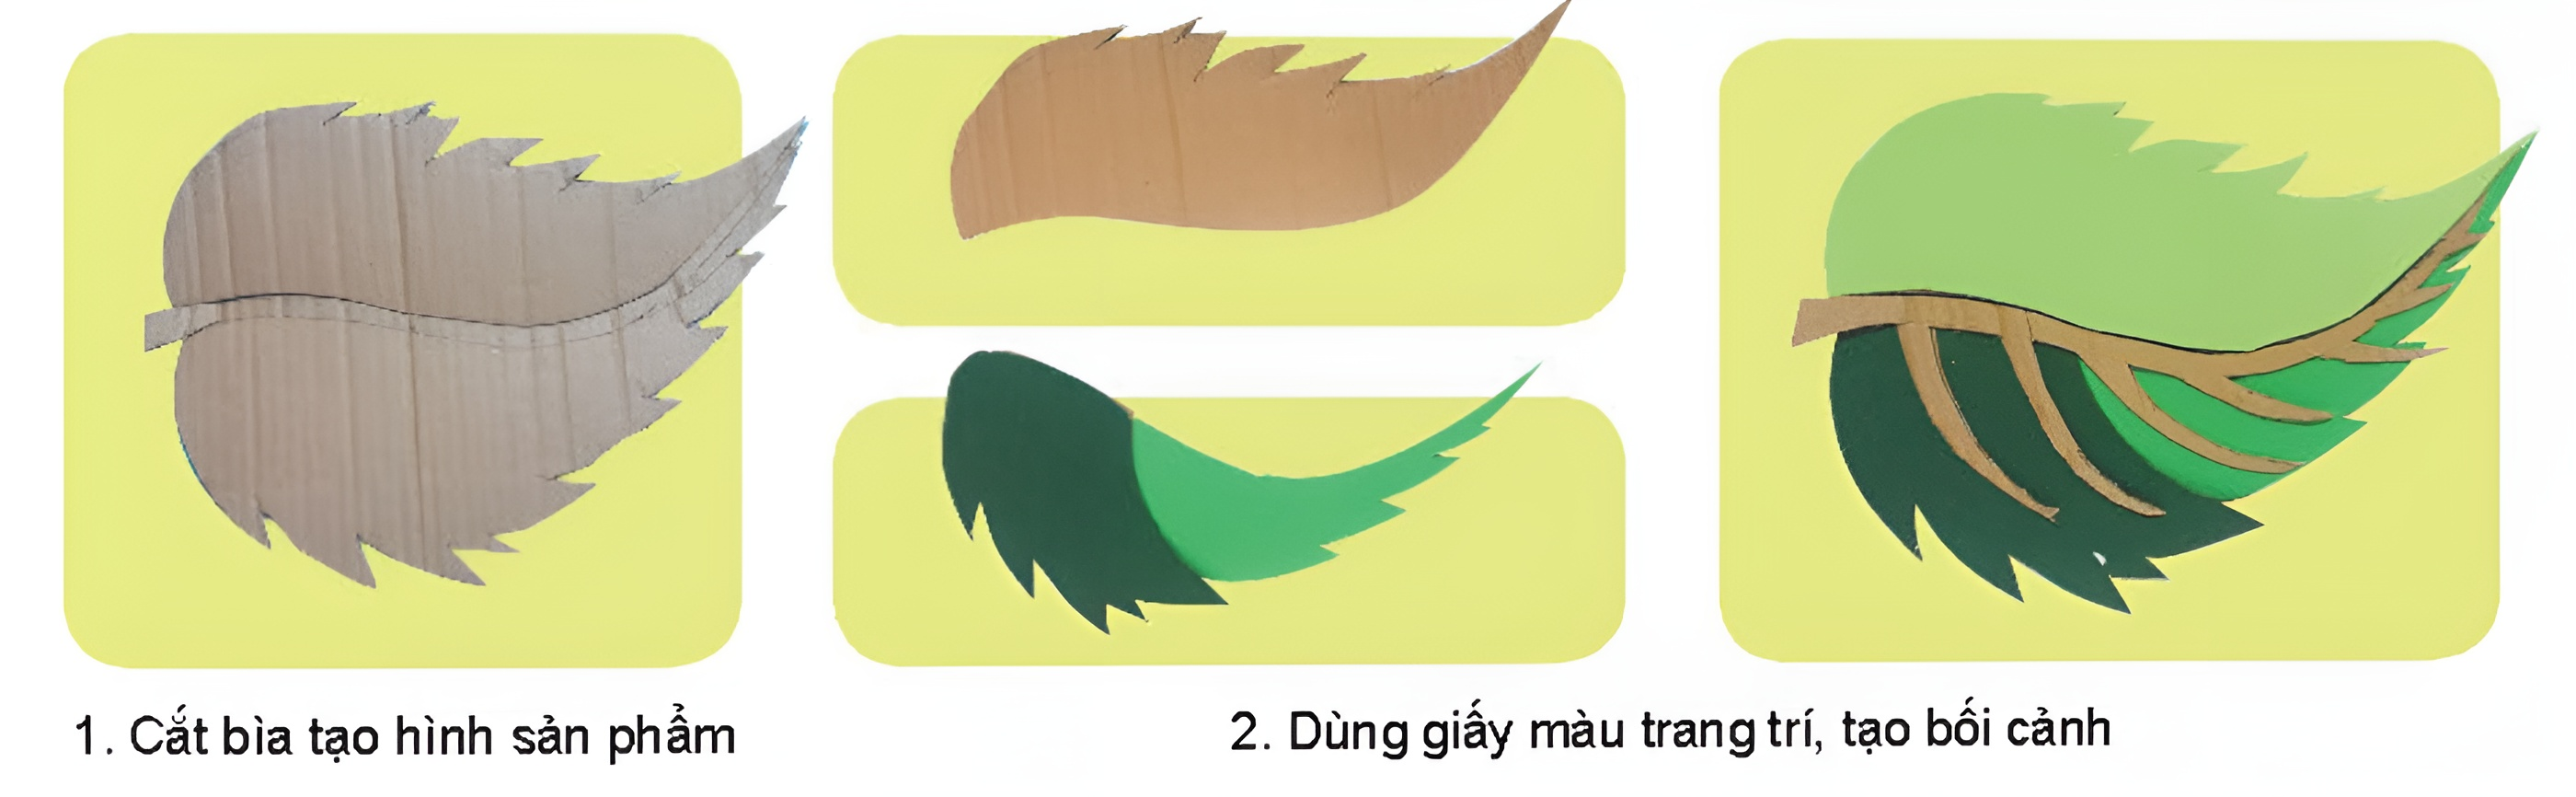 1. Cắt bìa tạo hình sản phẩm
2. Dùng giấy màu trang trí, tạo bối cảnh